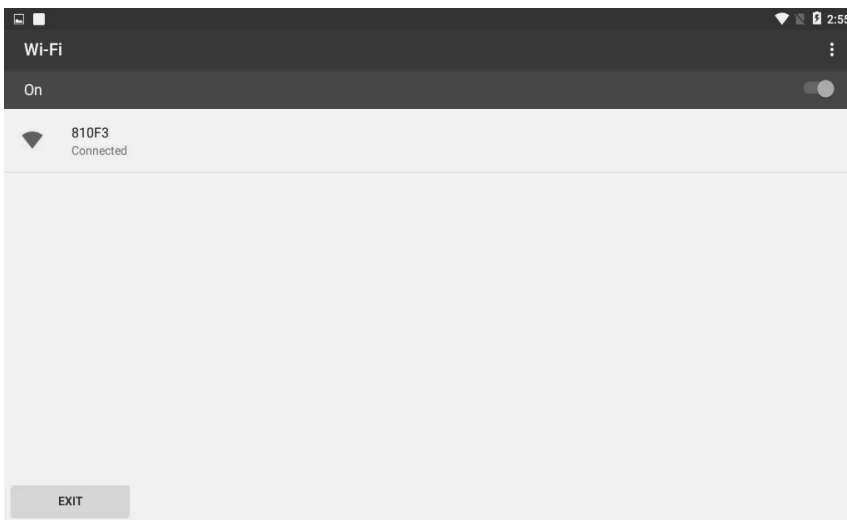 2:55
Wi-Fi
On
810F3
Connected
EXIT